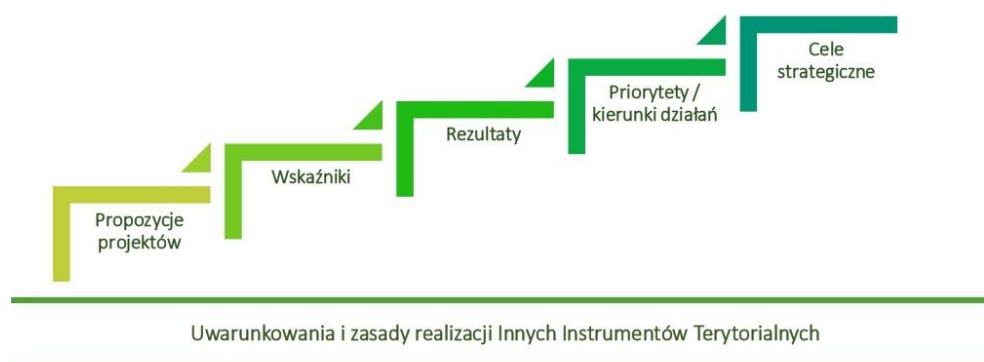 Cele
strategiczne
Priorytety /
kierunki działań
Rezultaty
Wskaźniki
Propozycje
projektów
Uwarunkowania i zasady realizacji Innych Instrumentów Terytorialnych